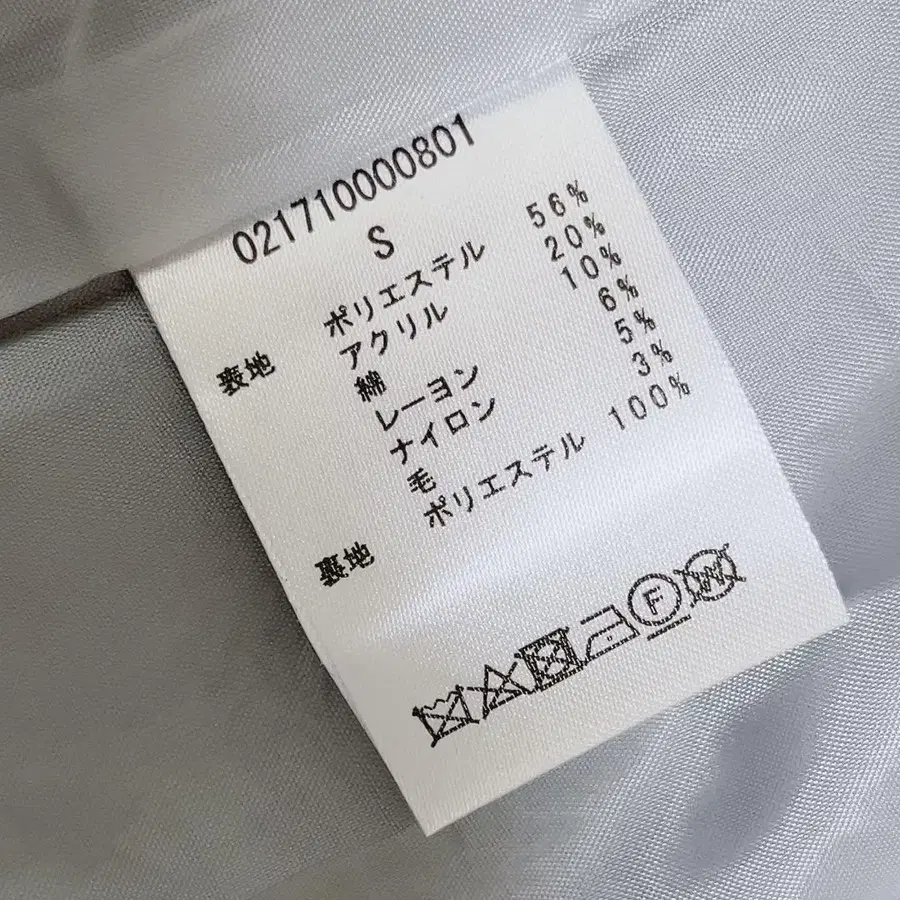 021710000801
S
表地 ポリエステル 56%
アクリル 20%
綿 10%
レーヨン 6%
ナイロン 5%
毛 3%
裏地 ポリエステル 100%
F
W